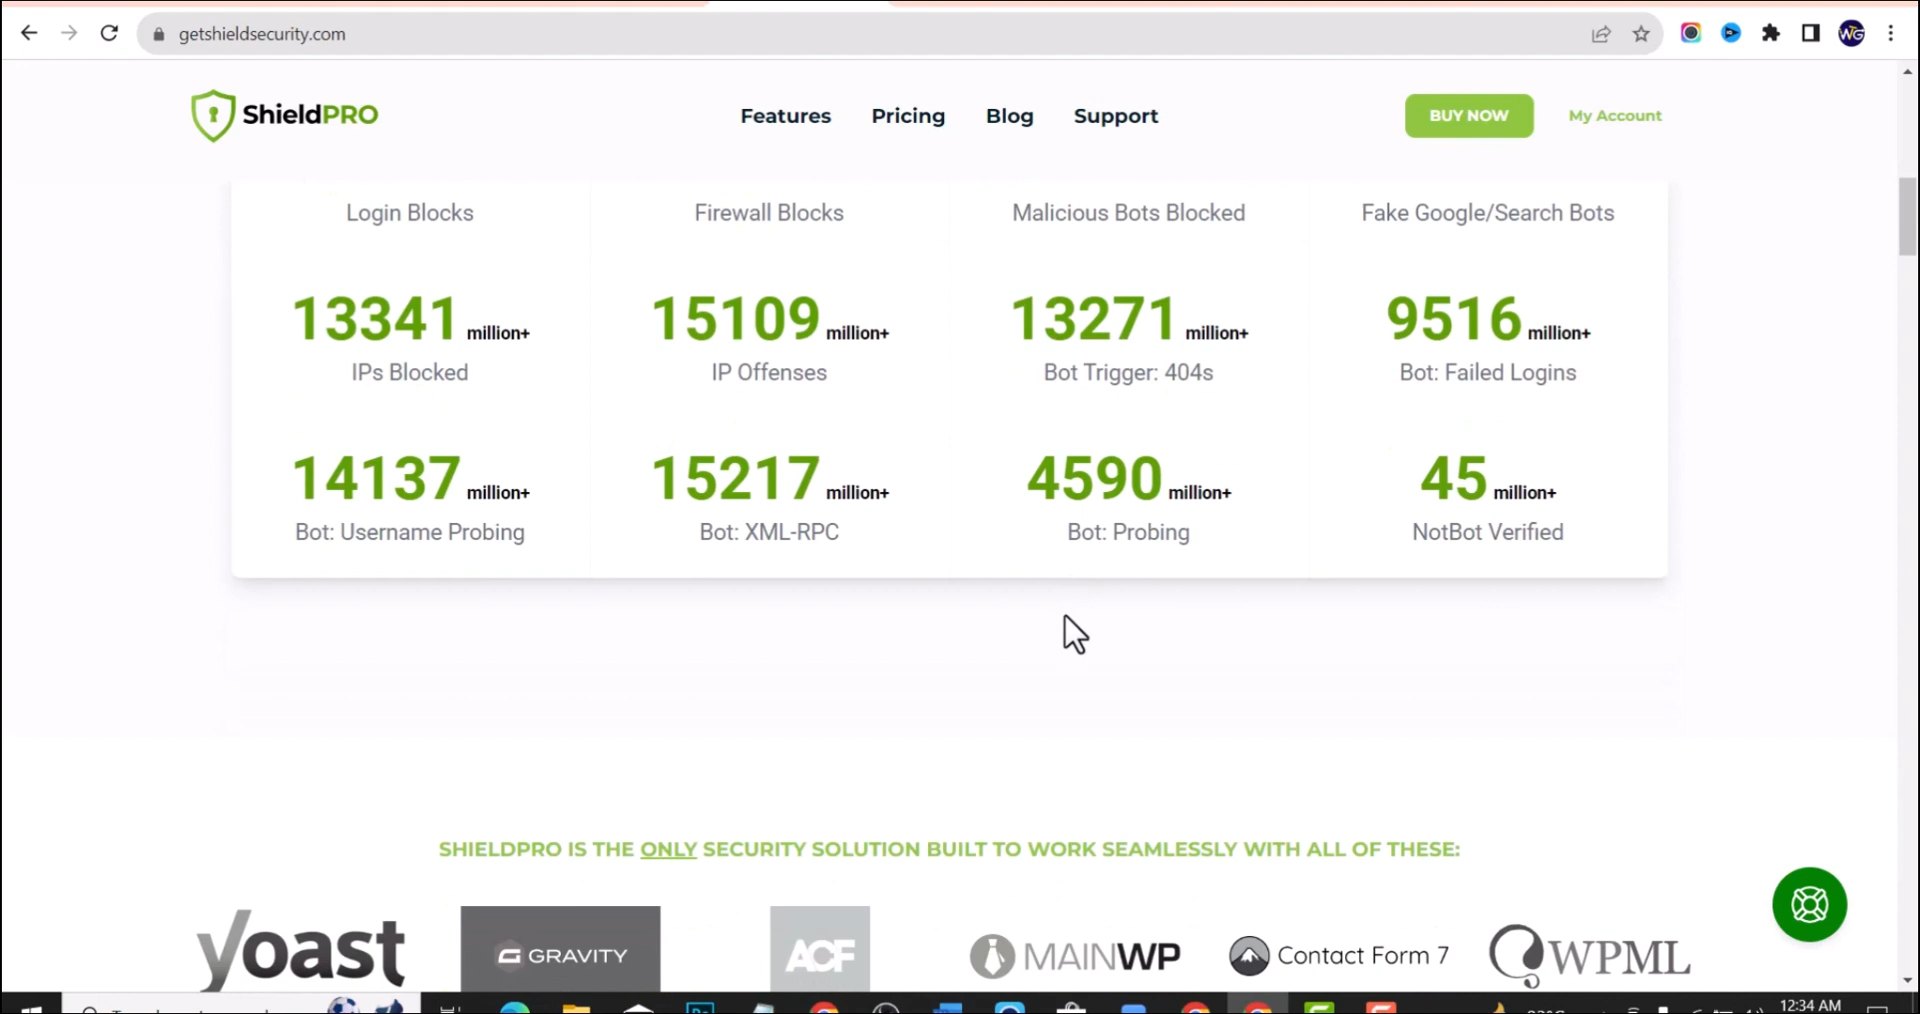 getshieldsecurity.com
WG
ShieldPRO
Features
Pricing
Blog
Support
BUY NOW
My Account
Login Blocks
Firewall Blocks
Malicious Bots Blocked
Fake Google/Search Bots
13341 million+
IPs Blocked
15109 million+
IP Offenses
13271 million+
Bot Trigger: 404s
9516 million+
Bot: Failed Logins
14137 million+
Bot: Username Probing
15217 million+
Bot: XML-RPC
4590 million+
Bot: Probing
45 million+
NotBot Verified
SHIELDPRO IS THE ONLY SECURITY SOLUTION BUILT TO WORK SEAMLESSLY WITH ALL OF THESE:
yoast
GRAVITY
ACF
MAINWP
Contact Form 7
WPML
12:34 AM